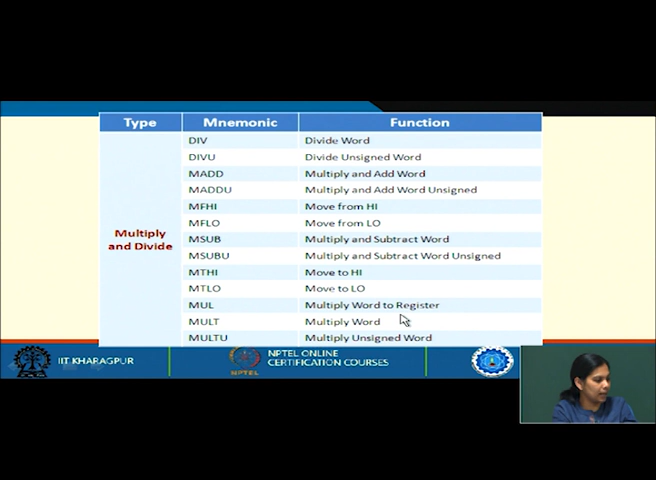 Type Mnemonic Function
DIV Divide Word
DIVU Divide Unsigned Word
MADD Multiply and Add Word
MADDU Multiply and Add Word Unsigned
MFHI Move from HI
MFLO Move from LO
Multiply and Divide
MSUB Multiply and Subtract Word
MSUBU Multiply and Subtract Word Unsigned
MTHI Move to HI
MTLO Move to LO
MUL Multiply Word to Register
MULT Multiply Word
MULTU Multiply Unsigned Word
IIT KHARAGPUR
NPTEL
NPTEL ONLINE
CERTIFICATION COURSES